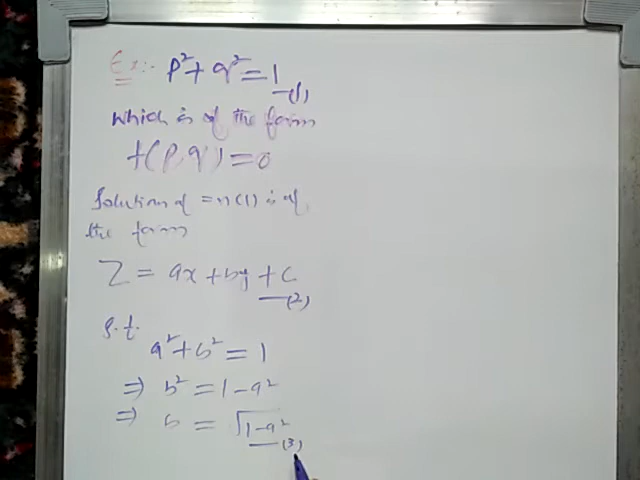 Ex:- p² + q² = 1 —(1)
which is of the form
f(p, q) = 0
Solution of =n (1) is of
the form
Z = ax + by + c —(2)
s.t.
a² + b² = 1
⇒ b² = 1 - a²
⇒ b = √1-a² —(3)